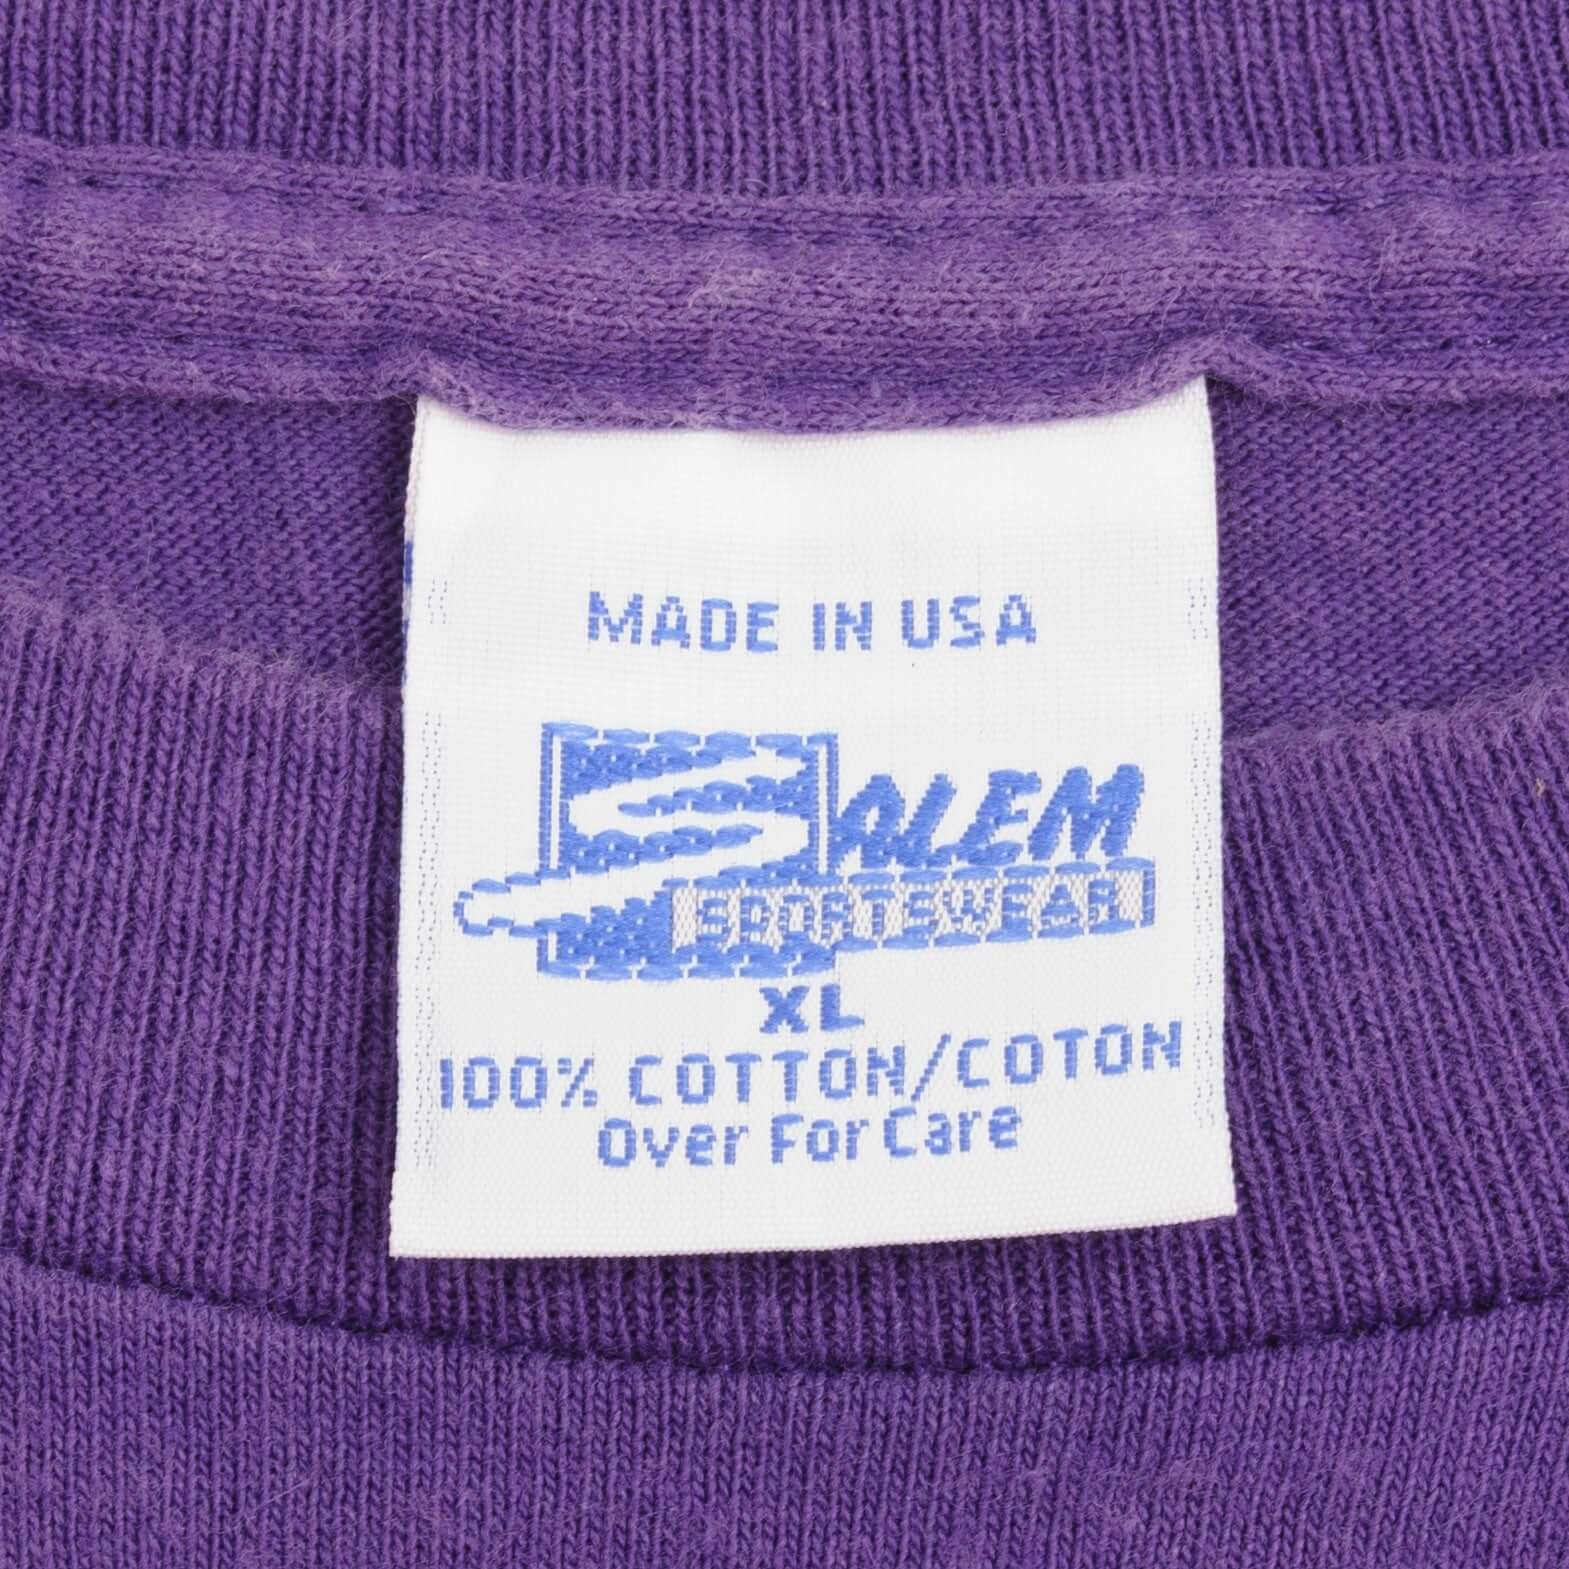 MADE IN USA
SALEM
SPORTSWEAR
XL
100% COTTON/COTON
Over For Care